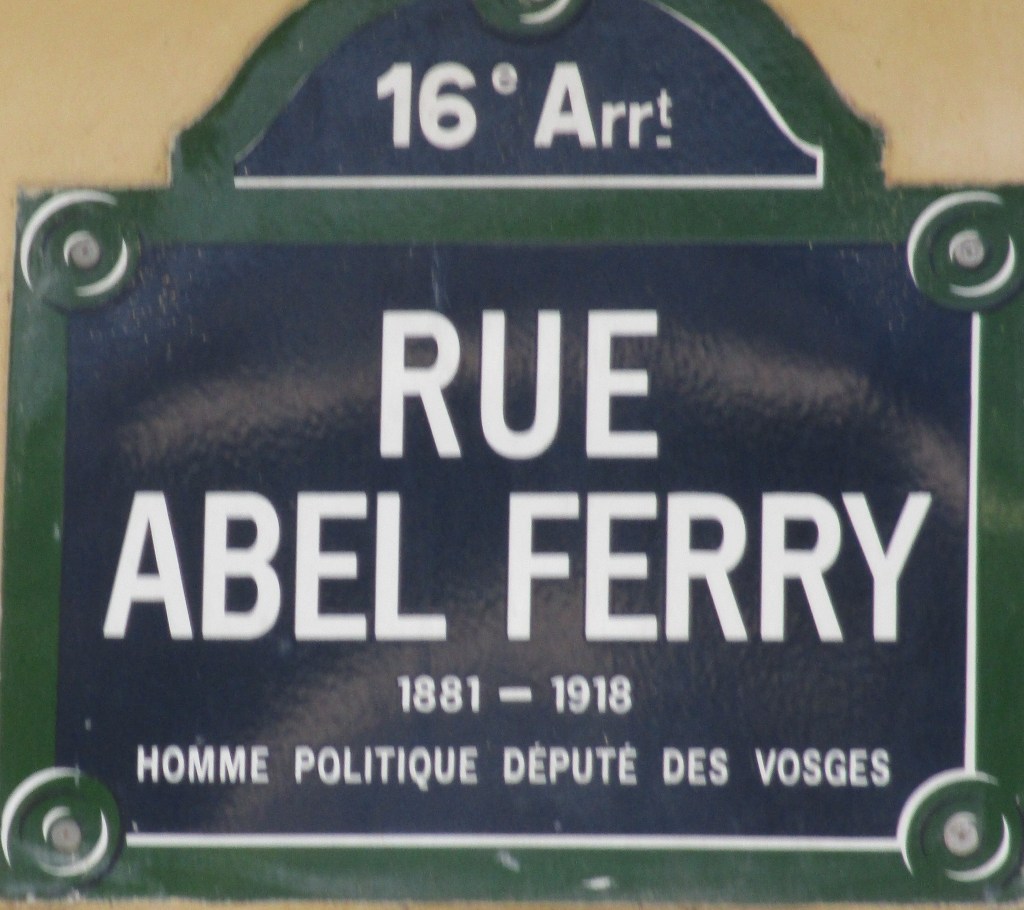 16e Arrt
RUE
ABEL FERRY
1881 – 1918
HOMME POLITIQUE DÉPUTÉ DES VOSGES